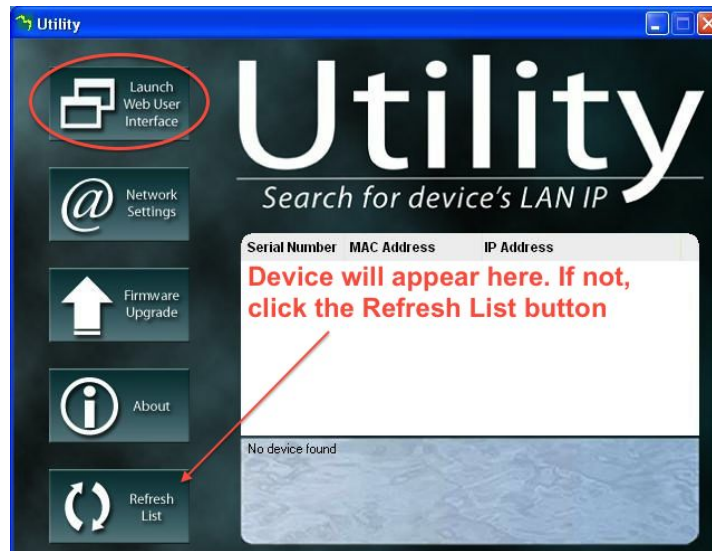 Utility
Launch
Web User
Interface
Network
Settings
Firmware
Upgrade
About
Refresh
List
Utility
Search for device's LAN IP
Serial Number MAC Address IP Address
Device will appear here. If not,
click the Refresh List button
No device found